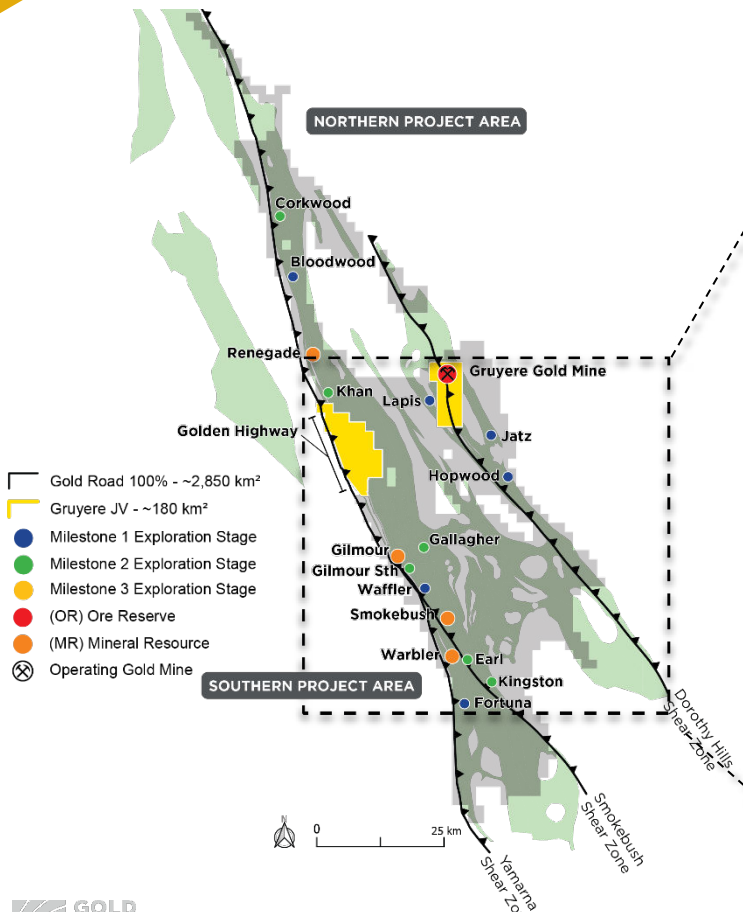 NORTHERN PROJECT AREA
Corkwood
Bloodwood
Renegade
Gruyere Gold Mine
Khan
Lapis
Golden Highway
Jatz
Hopwood
Gold Road 100% - ~2,850 km²
Gruyere JV - ~180 km²
Milestone 1 Exploration Stage
Milestone 2 Exploration Stage
Milestone 3 Exploration Stage
(OR) Ore Reserve
(MR) Mineral Resource
Operating Gold Mine
Gallagher
Gilmour
Gilmour Sth
Waffler
Smokebush
Warbler
Earl
Kingston
Fortuna
SOUTHERN PROJECT AREA
Dorothy Hills
Shear Zone
Smokebush
Shear Zone
Yamarna
Shear Zo
N
0
25 km
GOLD